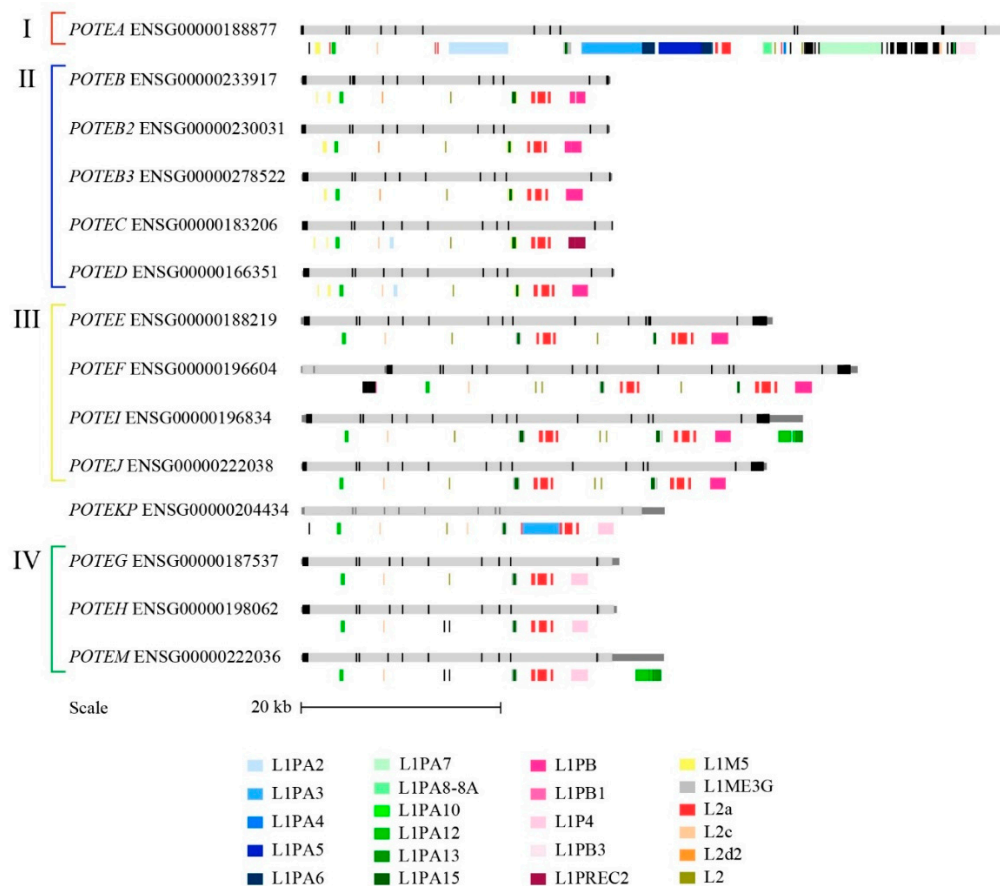 I
POTEA ENSG00000188877
II
POTEB ENSG00000233917
POTEB2 ENSG00000230031
POTEB3 ENSG00000278522
POTEC ENSG00000183206
POTED ENSG00000166351
III
POTEE ENSG00000188219
POTEF ENSG00000196604
POTEI ENSG00000196834
POTEJ ENSG00000222038
POTEKP ENSG00000204434
IV
POTEG ENSG00000187537
POTEH ENSG00000198062
POTEM ENSG00000222036
Scale 20 kb
L1PA2
L1PA3
L1PA4
L1PA5
L1PA6
L1PA7
L1PA8-8A
L1PA10
L1PA12
L1PA13
L1PA15
L1PB
L1PB1
L1P4
L1PB3
L1PREC2
L1M5
L1ME3G
L2a
L2c
L2d2
L2